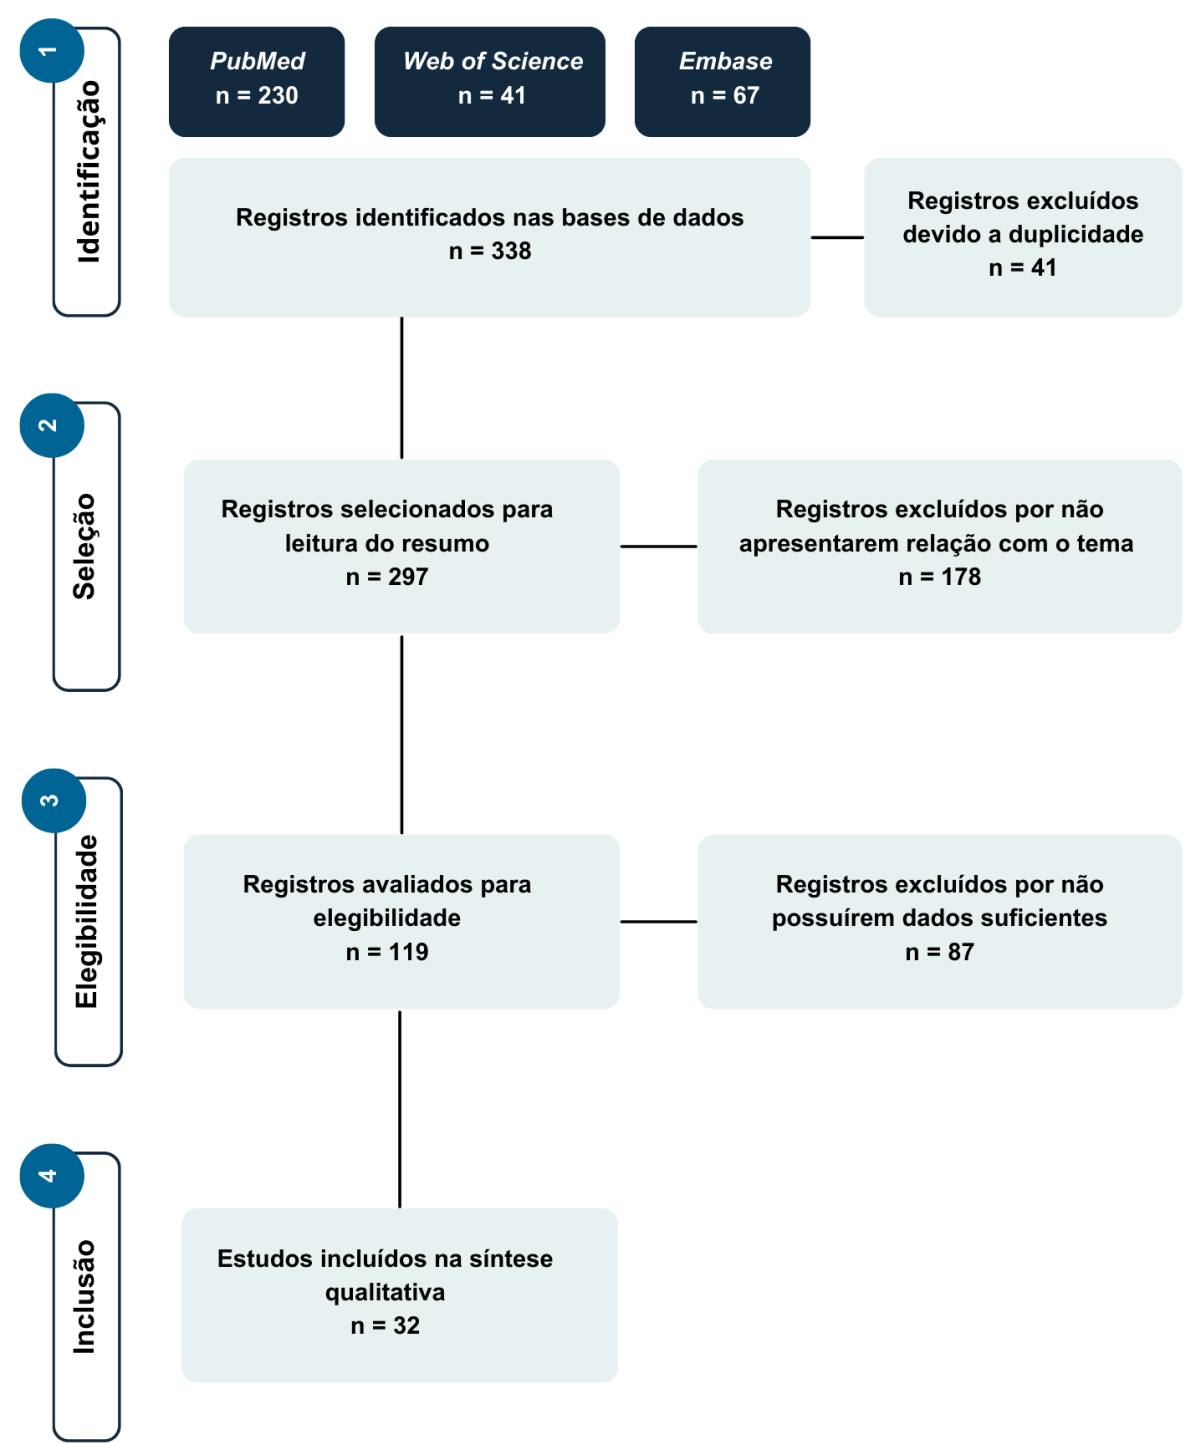 1
Identificação
PubMed
n = 230
Web of Science
n = 41
Embase
n = 67
Registros identificados nas bases de dados
n = 338
Registros excluídos
devido a duplicidade
n = 41
2
Seleção
Registros selecionados para
leitura do resumo
n = 297
Registros excluídos por não
apresentarem relação com o tema
n = 178
3
Elegibilidade
Registros avaliados para
elegibilidade
n = 119
Registros excluídos por não
possuírem dados suficientes
n = 87
4
Inclusão
Estudos incluídos na síntese
qualitativa
n = 32